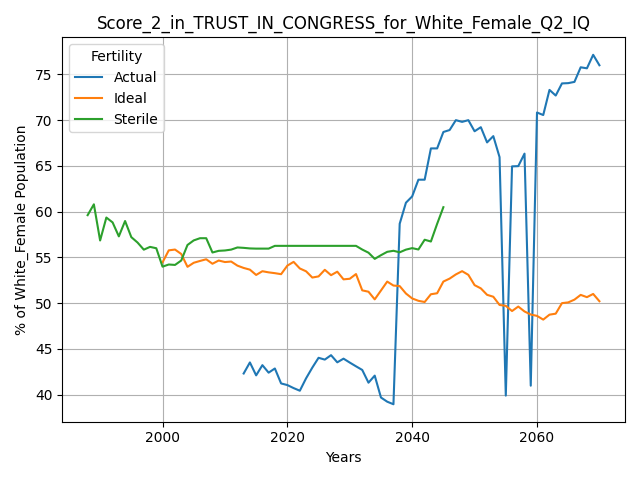 Score_2_in_TRUST_IN_CONGRESS_for_White_Female_Q2_IQ
Fertility
Actual
Ideal
Sterile
% of White_Female Population
75
70
65
60
55
50
45
40
2000
2020
2040
2060
Years